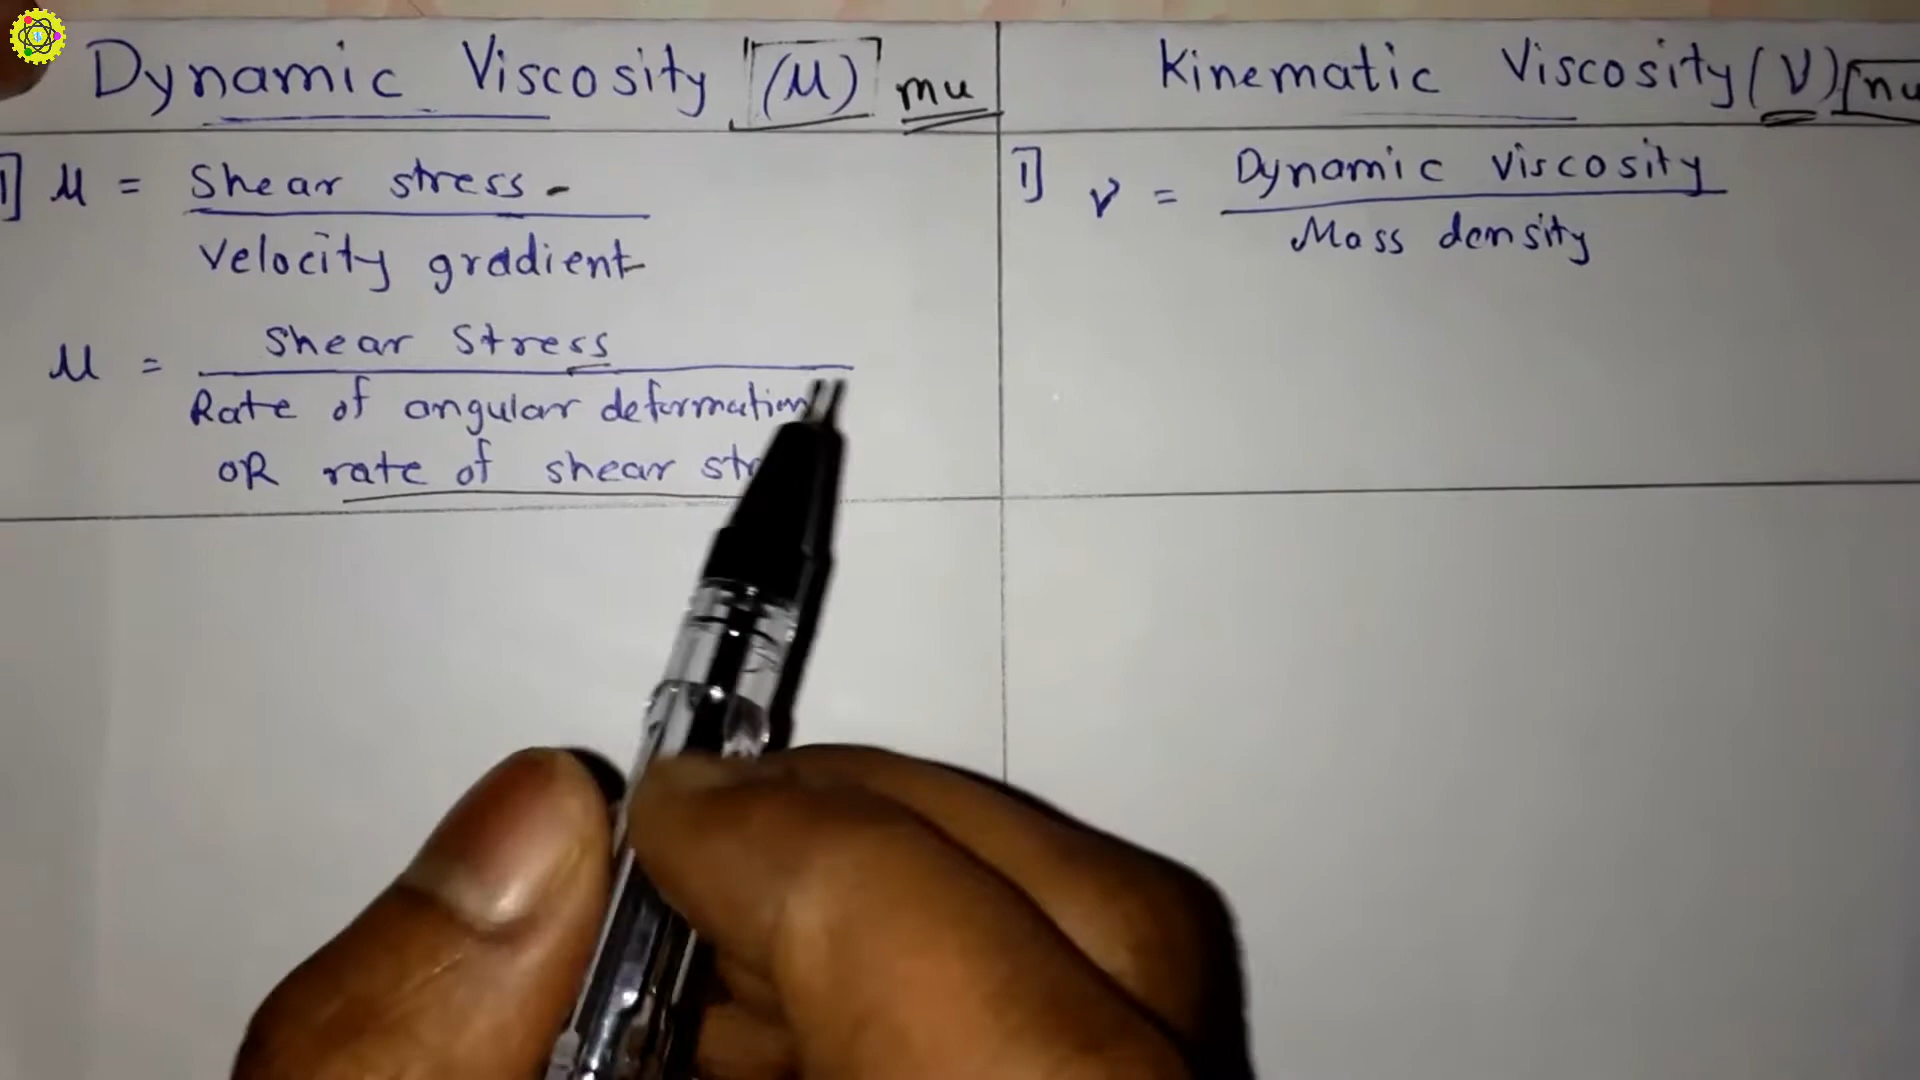 Dynamic Viscosity (μ) mu
1] μ = Shear stress
Velocity gradient
μ = Shear Stress
Rate of angular deformation
OR rate of shear
Kinematic Viscosity (ν) nu
1] ν = Dynamic Viscosity
Mass density